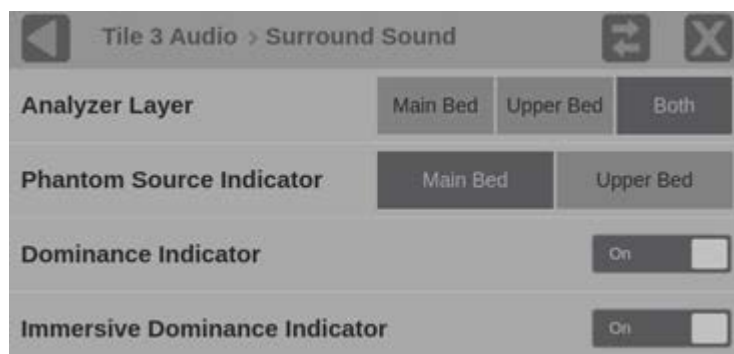 Tile 3 Audio > Surround Sound
Analyzer Layer Main Bed Upper Bed Both
Phantom Source Indicator Main Bed Upper Bed
Dominance Indicator On
Immersive Dominance Indicator On